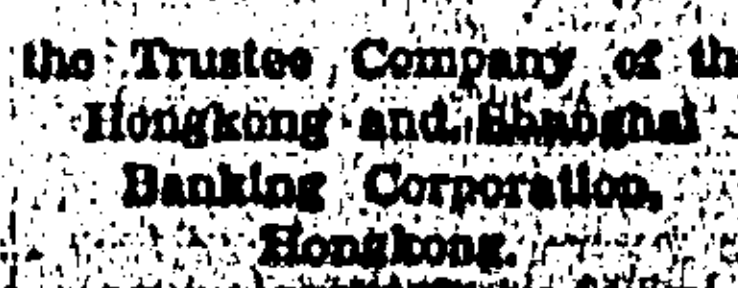 the Trustee Company of th
Hongkong and Shanghai
Banking Corporation,
Hongkong.